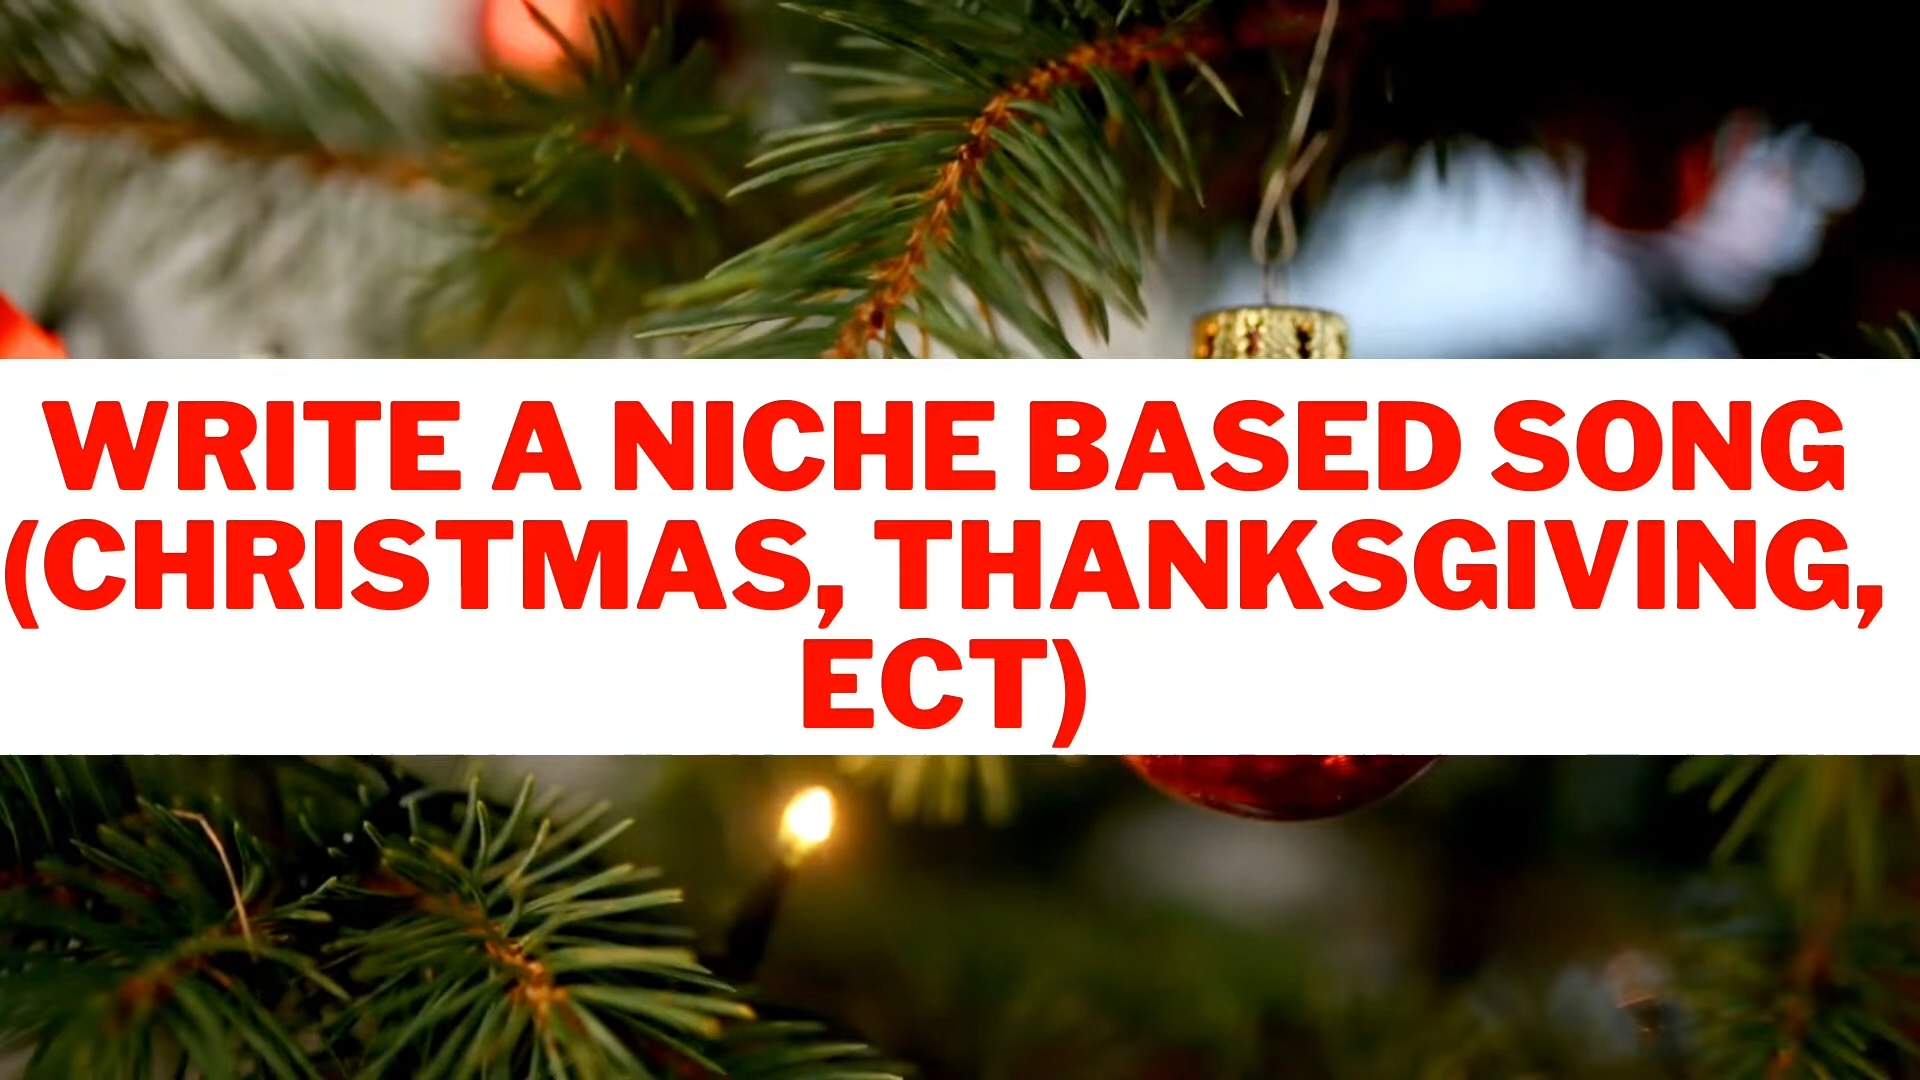 WRITE A NICHE BASED SONG
(CHRISTMAS, THANKSGIVING,
ECT)